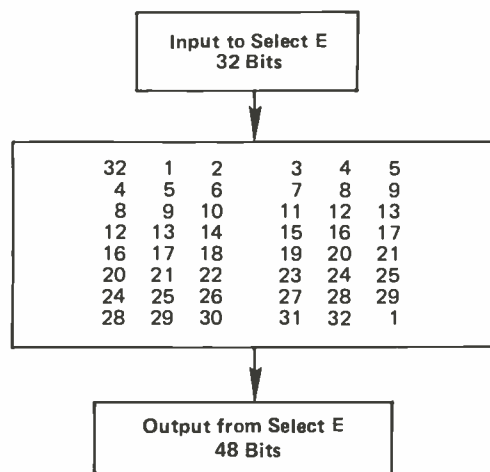 Input to Select E
32 Bits
32 1 2 3 4 5
4 5 6 7 8 9
8 9 10 11 12 13
12 13 14 15 16 17
16 17 18 19 20 21
20 21 22 23 24 25
24 25 26 27 28 29
28 29 30 31 32 1
Output from Select E
48 Bits